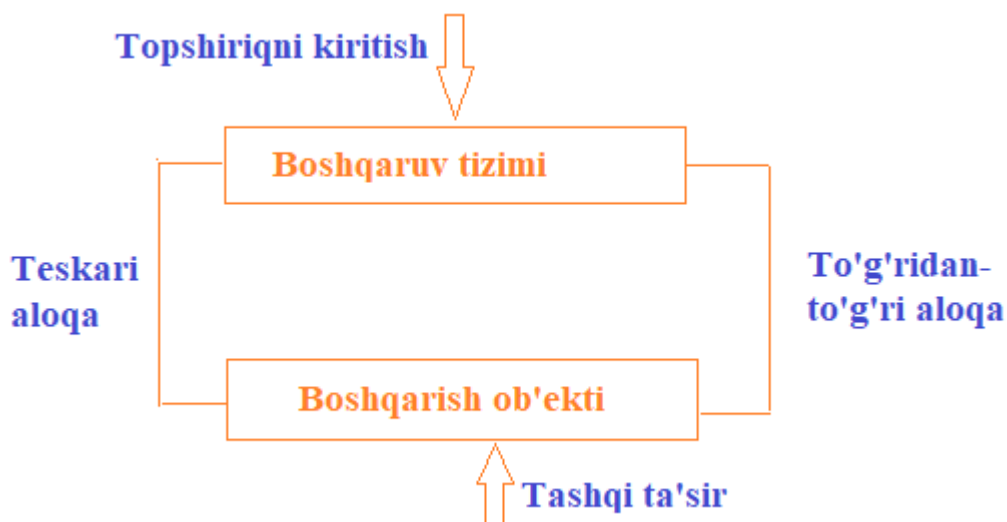 Topshiriqni kiritish
Boshqaruv tizimi
Teskari
aloqa
To'g'ridan-
to'g'ri aloqa
Boshqarish ob'ekti
Tashqi ta'sir